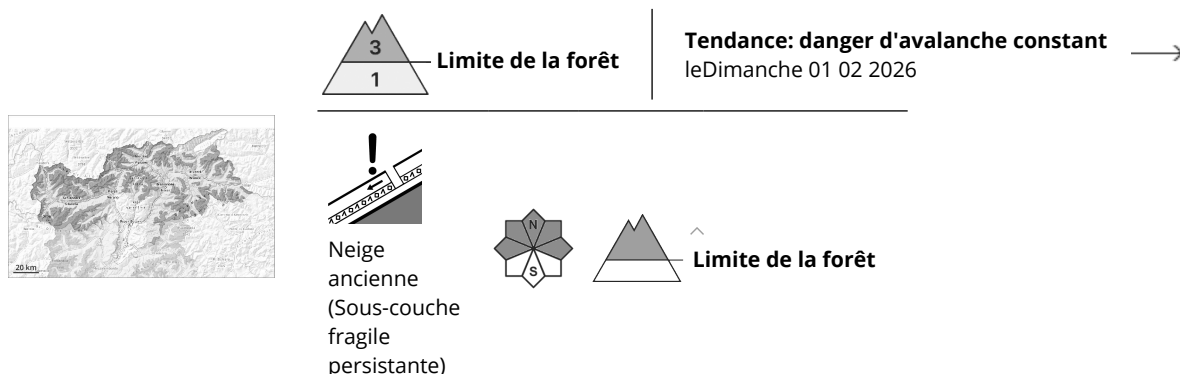 3
1
Limite de la forêt
Tendance: danger d'avalanche constant
leDimanche 01 02 2026
20 km
Neige
ancienne
(Sous-couche
fragile
persistante)
N
S
Limite de la forêt